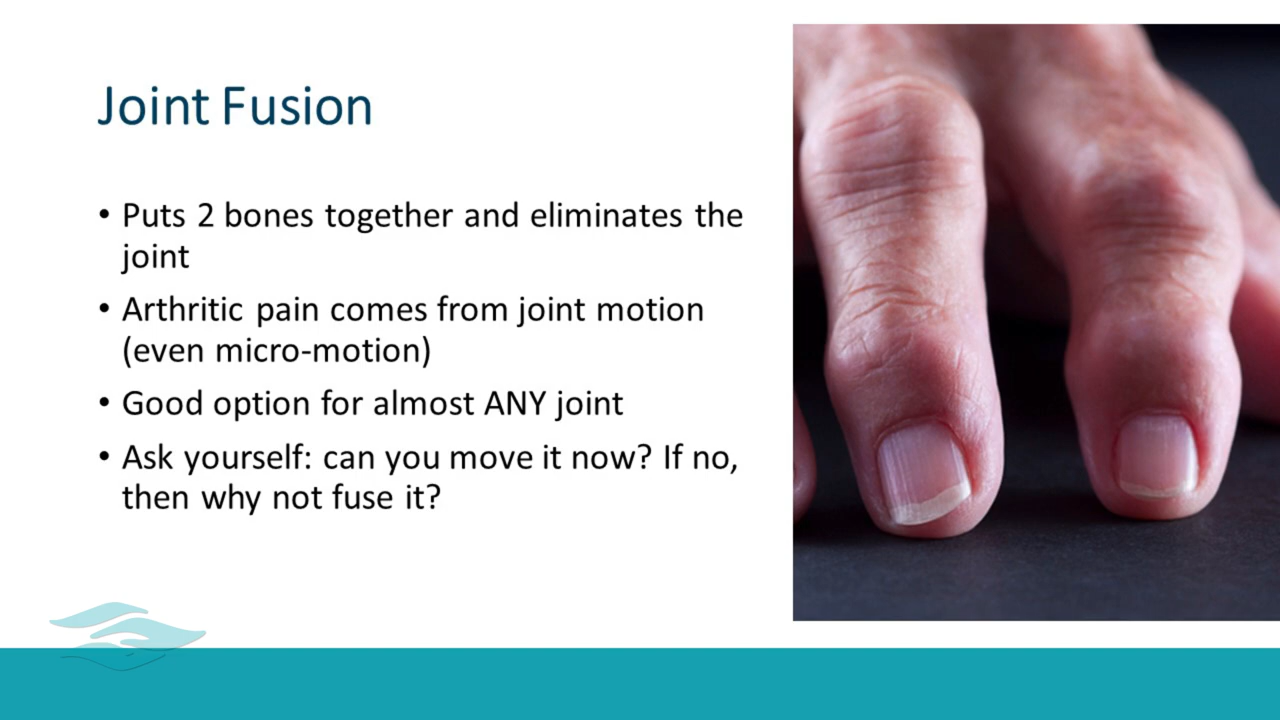 Joint Fusion
• Puts 2 bones together and eliminates the
joint
• Arthritic pain comes from joint motion
(even micro-motion)
• Good option for almost ANY joint
• Ask yourself: can you move it now? If no,
then why not fuse it?